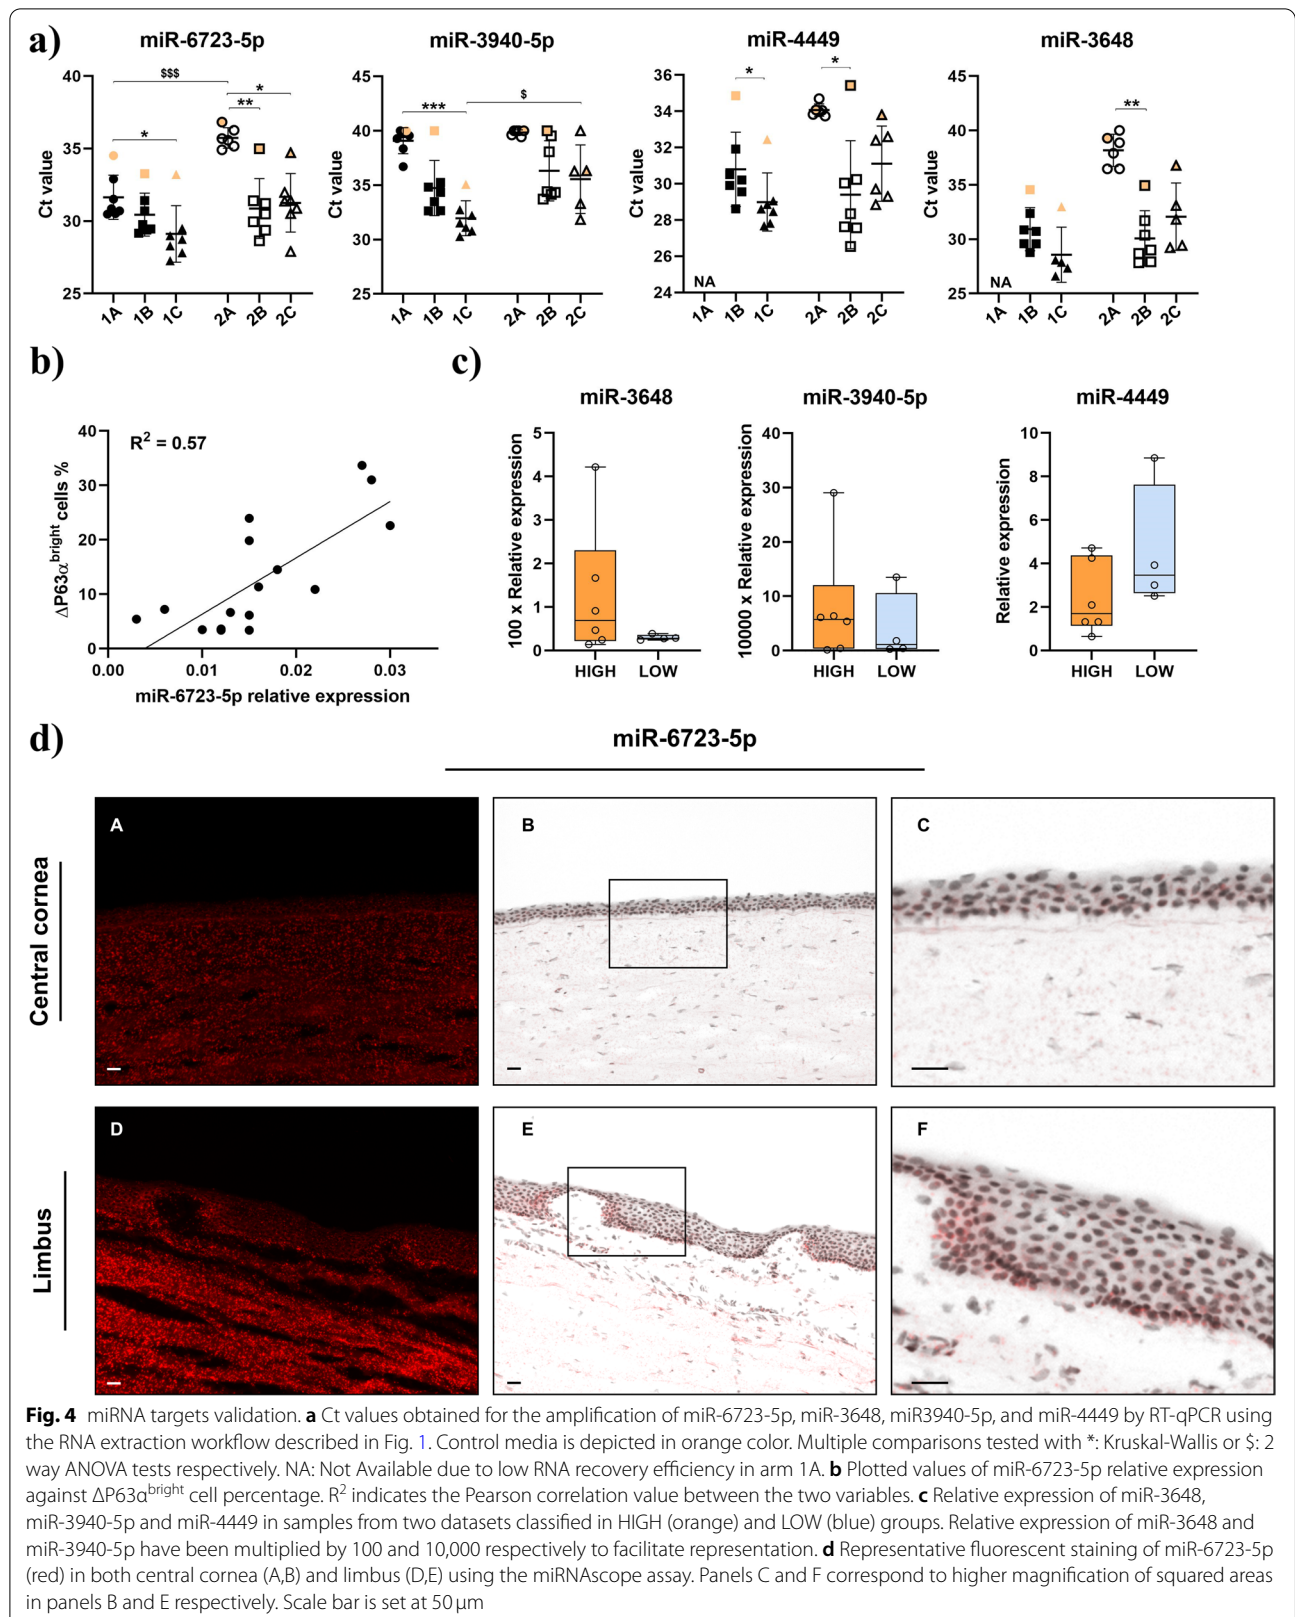 a)
miR-6723-5p
miR-3940-5p
miR-4449
miR-3648
Ct value
40
35
30
25
$$$
*
**
*
1A
1B
1C
2A
2B
2C
Ct value
45
40
35
30
25
***
$
1A
1B
1C
2A
2B
2C
Ct value
36
34
32
30
28
26
24
*
*
NA
1A
1B
1C
2A
2B
2C
Ct value
45
40
35
30
25
**
NA
1A
1B
1C
2A
2B
2C
b)
ΔP63α^bright cells %
40
30
20
10
0
R² = 0.57
0.00
0.01
0.02
0.03
miR-6723-5p relative expression
c)
miR-3648
100 x Relative expression
5
4
3
2
1
0
HIGH
LOW
miR-3940-5p
10000 x Relative expression
40
30
20
10
0
HIGH
LOW
miR-4449
Relative expression
10
8
6
4
2
0
HIGH
LOW
d)
miR-6723-5p
Central cornea
A
B
C
Limbus
D
E
F
Fig. 4 miRNA targets validation. a Ct values obtained for the amplification of miR-6723-5p, miR-3648, miR3940-5p, and miR-4449 by RT-qPCR using
the RNA extraction workflow described in Fig. 1. Control media is depicted in orange color. Multiple comparisons tested with *: Kruskal-Wallis or $: 2
way ANOVA tests respectively. NA: Not Available due to low RNA recovery efficiency in arm 1A. b Plotted values of miR-6723-5p relative expression
against ΔP63α^bright cell percentage. R² indicates the Pearson correlation value between the two variables. c Relative expression of miR-3648,
miR-3940-5p and miR-4449 in samples from two datasets classified in HIGH (orange) and LOW (blue) groups. Relative expression of miR-3648 and
miR-3940-5p have been multiplied by 100 and 10,000 respectively to facilitate representation. d Representative fluorescent staining of miR-6723-5p
(red) in both central cornea (A,B) and limbus (D,E) using the miRNAscope assay. Panels C and F correspond to higher magnification of squared areas
in panels B and E respectively. Scale bar is set at 50 μm